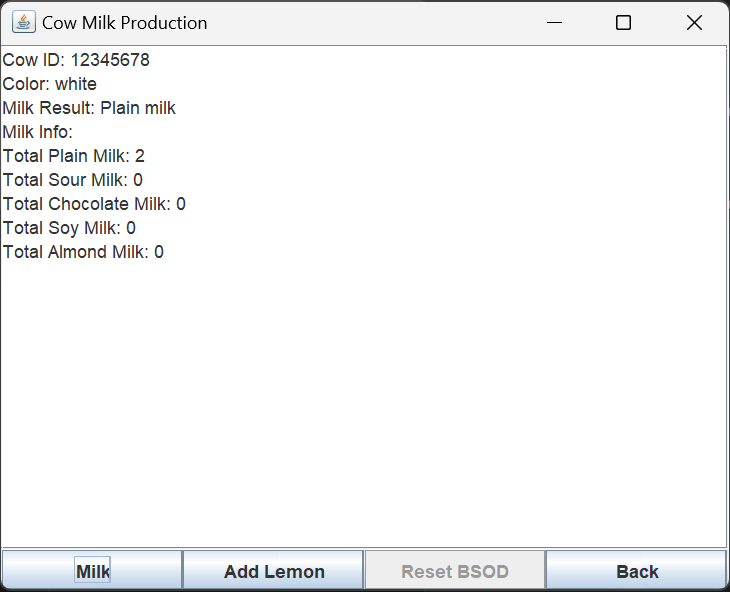 Cow Milk Production
Cow ID: 12345678
Color: white
Milk Result: Plain milk
Milk Info:
Total Plain Milk: 2
Total Sour Milk: 0
Total Chocolate Milk: 0
Total Soy Milk: 0
Total Almond Milk: 0
Milk Add Lemon Reset BSOD Back